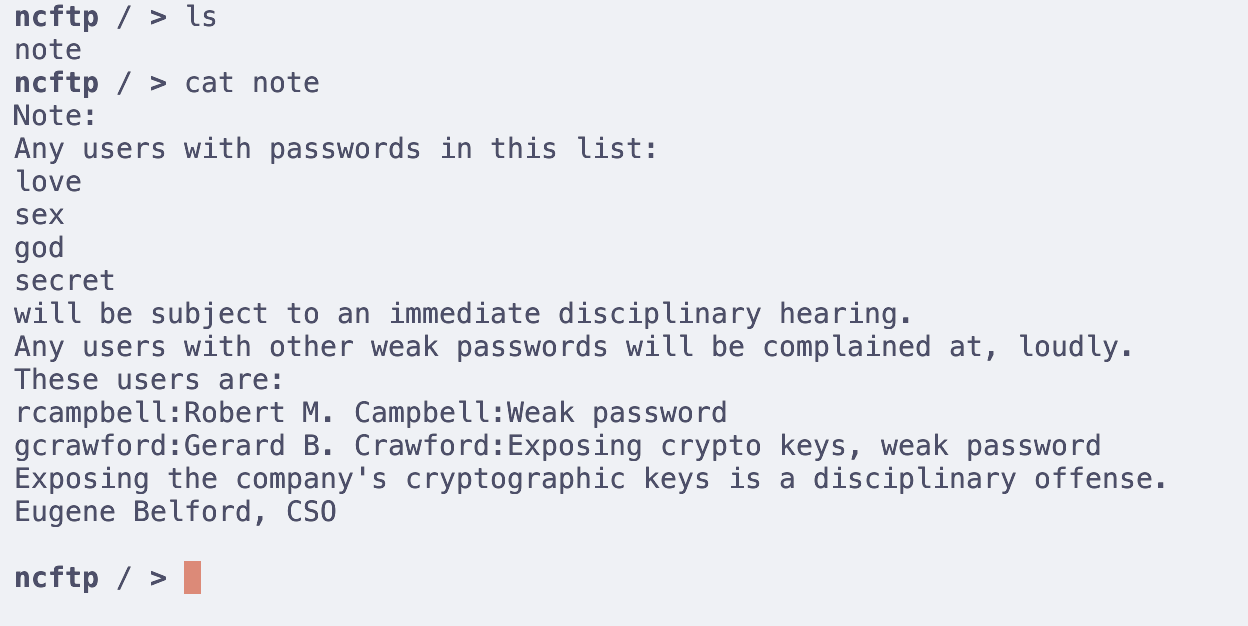 ncftp / > ls
note
ncftp / > cat note
Note:
Any users with passwords in this list:
love
sex
god
secret
will be subject to an immediate disciplinary hearing.
Any users with other weak passwords will be complained at, loudly.
These users are:
rcampbell:Robert M. Campbell:Weak password
gcrawford:Gerard B. Crawford:Exposing crypto keys, weak password
Exposing the company's cryptographic keys is a disciplinary offense.
Eugene Belford, CSO
ncftp / >